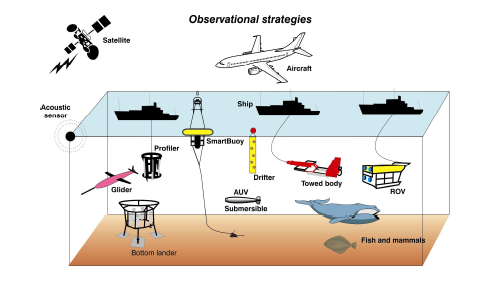 Observational strategies
Satellite
Aircraft
Acoustic
sensor
Ship
SmartBuoy
Profiler
Glider
Drifter
Towed body
ROV
AUV
Submersible
Bottom lander
Fish and mammals